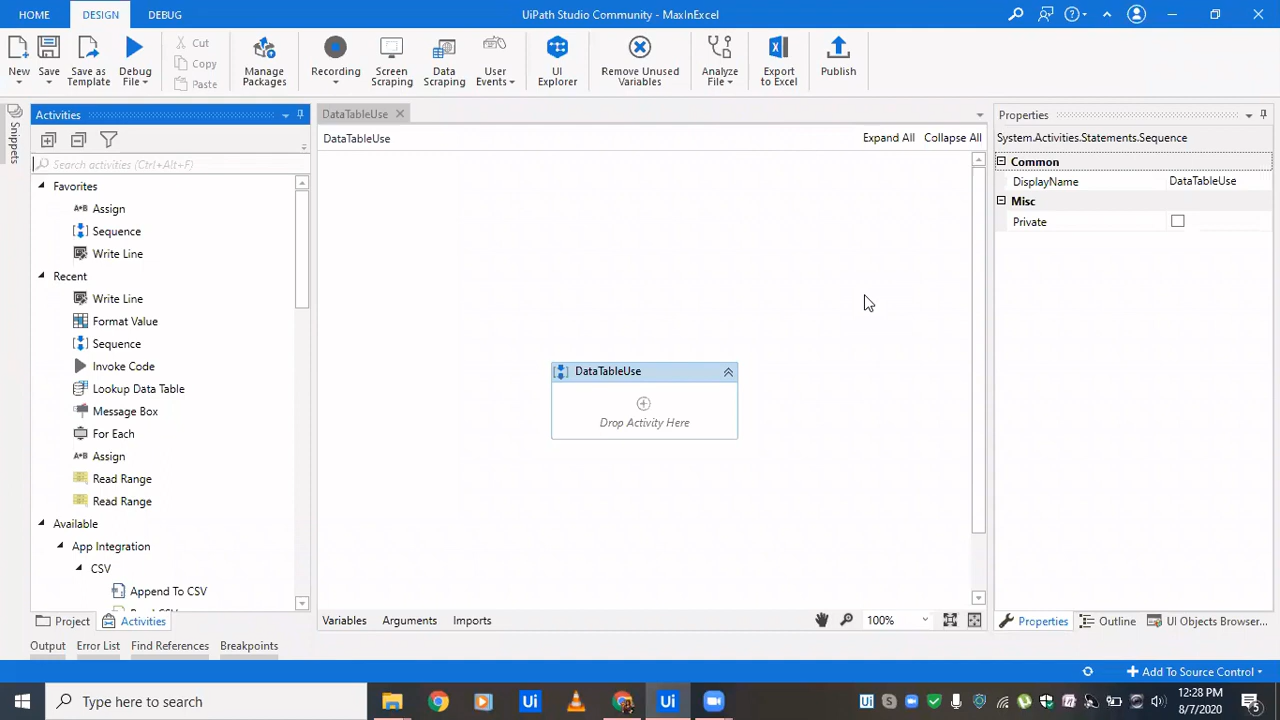 HOME DESIGN DEBUG UiPath Studio Community - MaxInExcel
New Save Save as Template Debug File Cut Copy Paste Manage Packages Recording Screen Scraping Data Scraping User Events UI Explorer Remove Unused Variables Analyze File Export to Excel Publish
Snippets
Activities
Search activities (Ctrl+Alt+F)
Favorites
Assign
Sequence
Write Line
Recent
Write Line
Format Value
Sequence
Invoke Code
Lookup Data Table
Message Box
For Each
Assign
Read Range
Read Range
Available
App Integration
CSV
Append To CSV
Project Activities
DataTableUse
DataTableUse Expand All Collapse All
DataTableUse
Drop Activity Here
Variables Arguments Imports 100%
Properties
System.Activities.Statements.Sequence
Common
DisplayName DataTableUse
Misc
Private
Properties Outline UI Objects Browser...
Output Error List Find References Breakpoints
Add To Source Control
Type here to search
12:28 PM
8/7/2020
5